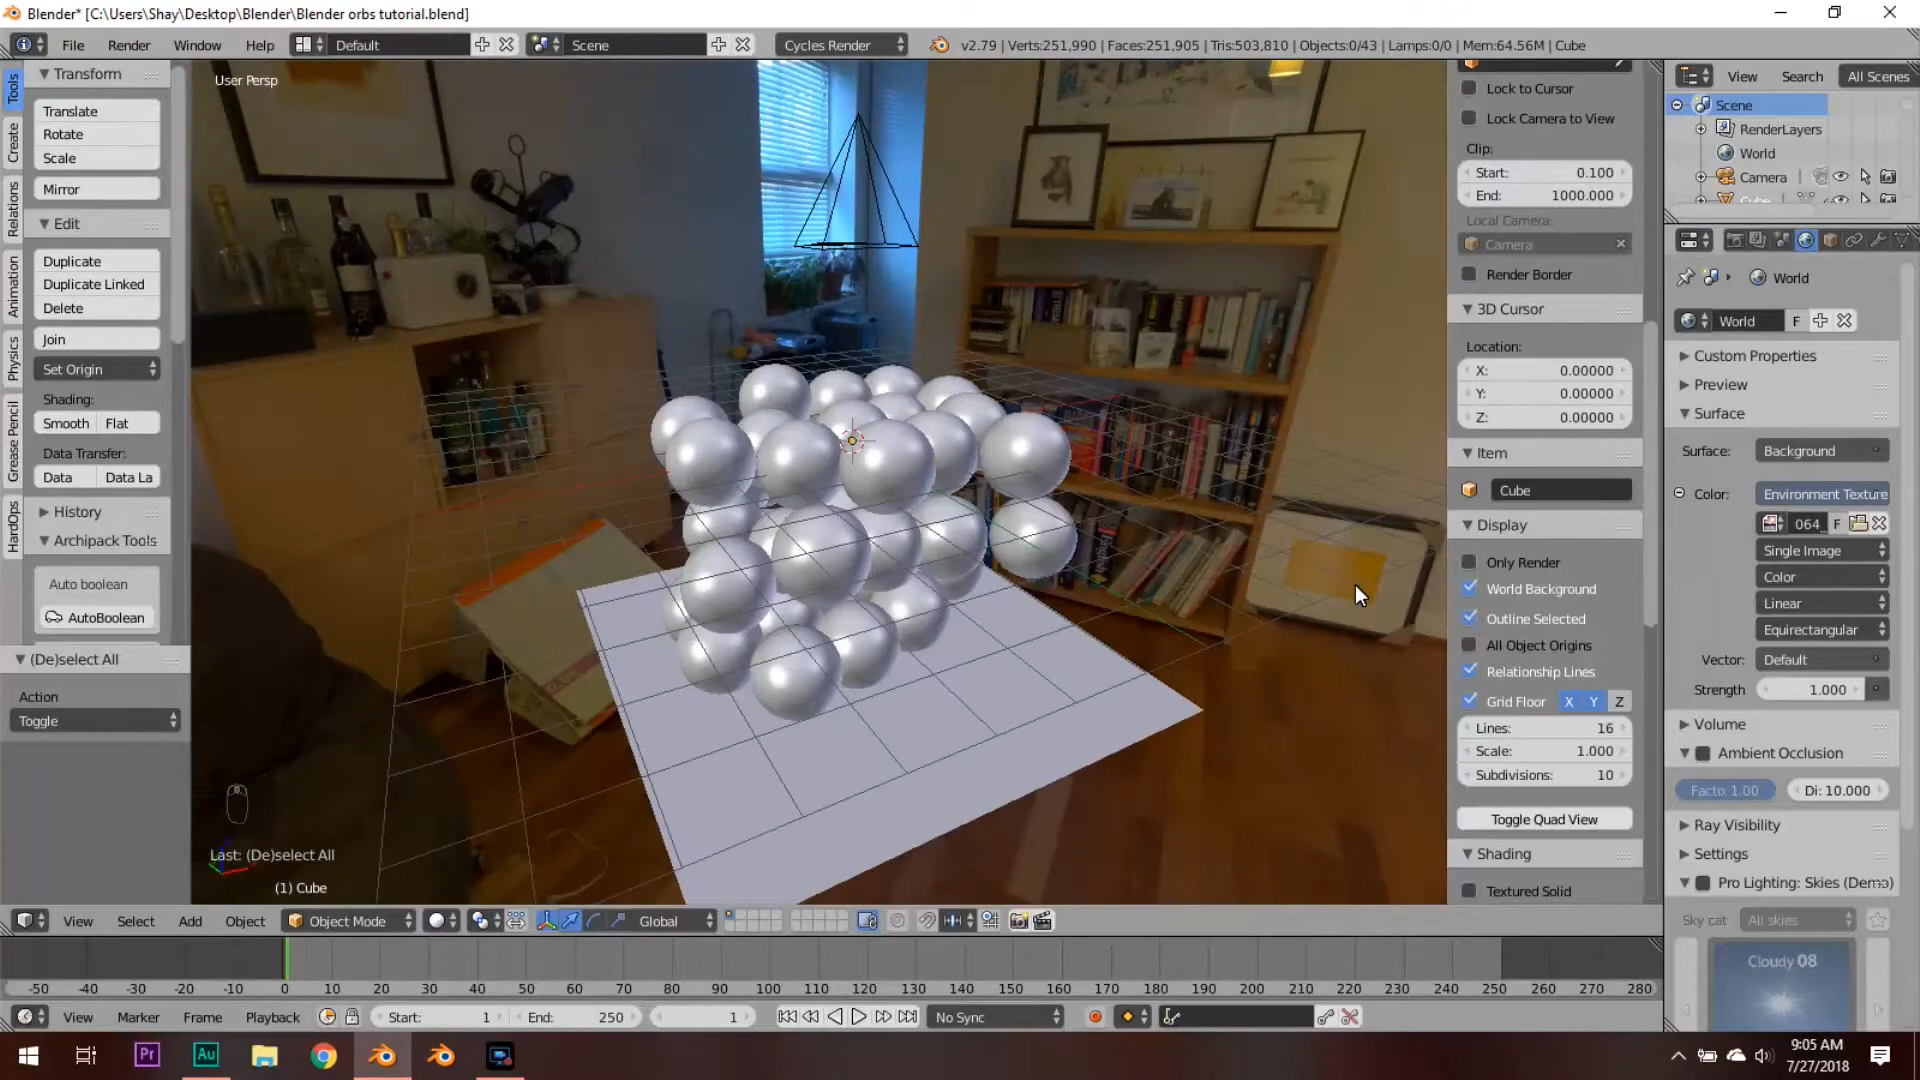 Blender* [C:\Users\Shay\Desktop\Blender\Blender orbs tutorial.blend]
File Render Window Help Default Scene Cycles Render v2.79 | Verts:251,990 | Faces:251,905 | Tris:503,810 | Objects:0/43 | Lamps:0/0 | Mem:64.56M | Cube
Tools
Create
Relations
Animation
Physics
Grease Pencil
HardOps
Transform
Translate
Rotate
Scale
Mirror
Edit
Duplicate
Duplicate Linked
Delete
Join
Set Origin
Shading:
Smooth Flat
Data Transfer:
Data Data La
History
Archipack Tools
Auto boolean
AutoBoolean
(De)select All
Action
Toggle
User Persp
Last: (De)select All
(1) Cube
Lock to Cursor
Lock Camera to View
Clip:
Start: 0.100
End: 1000.000
Local Camera:
Camera
Render Border
3D Cursor
Location:
X: 0.00000
Y: 0.00000
Z: 0.00000
Item
Cube
Display
Only Render
World Background
Outline Selected
All Object Origins
Relationship Lines
Grid Floor X Y Z
Lines: 16
Scale: 1.000
Subdivisions: 10
Toggle Quad View
Shading
Textured Solid
View Search All Scenes
Scene
RenderLayers
World
Camera
Cube
World
World F
Custom Properties
Preview
Surface
Surface: Background
Color: Environment Texture
064_ F
Single Image
Color
Linear
Equirectangular
Vector: Default
Strength 1.000
Volume
Ambient Occlusion
Facto: 1.00 Di: 10.000
Ray Visibility
Settings
Pro Lighting: Skies (Demo)
Sky cat All skies
Cloudy 08
View Select Add Object Object Mode Global
-50 -40 -30 -20 -10 0 10 20 30 40 50 60 70 80 90 100 110 120 130 140 150 160 170 180 190 200 210 220 230 240 250 260 270 280
View Marker Frame Playback Start: 1 End: 250 1 No Sync
Pr Au
9:05 AM
7/27/2018